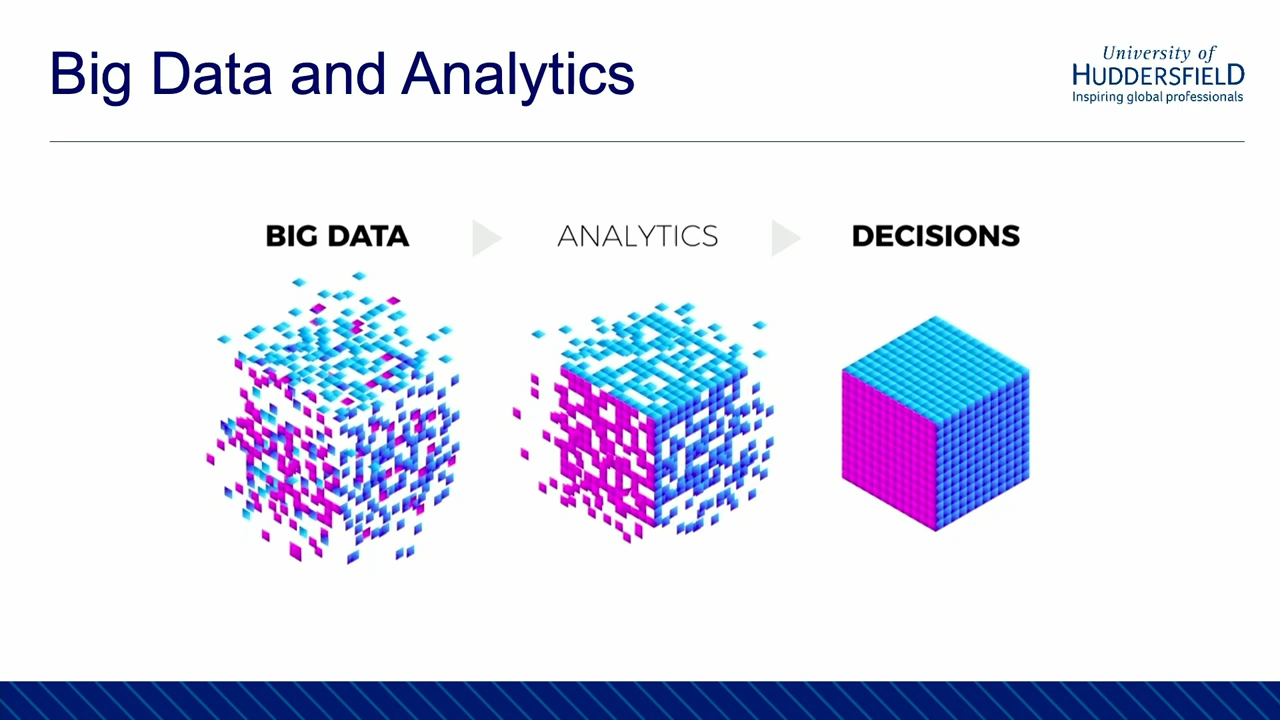 Big Data and Analytics
University of
HUDDERSFIELD
Inspiring global professionals
BIG DATA
ANALYTICS
DECISIONS